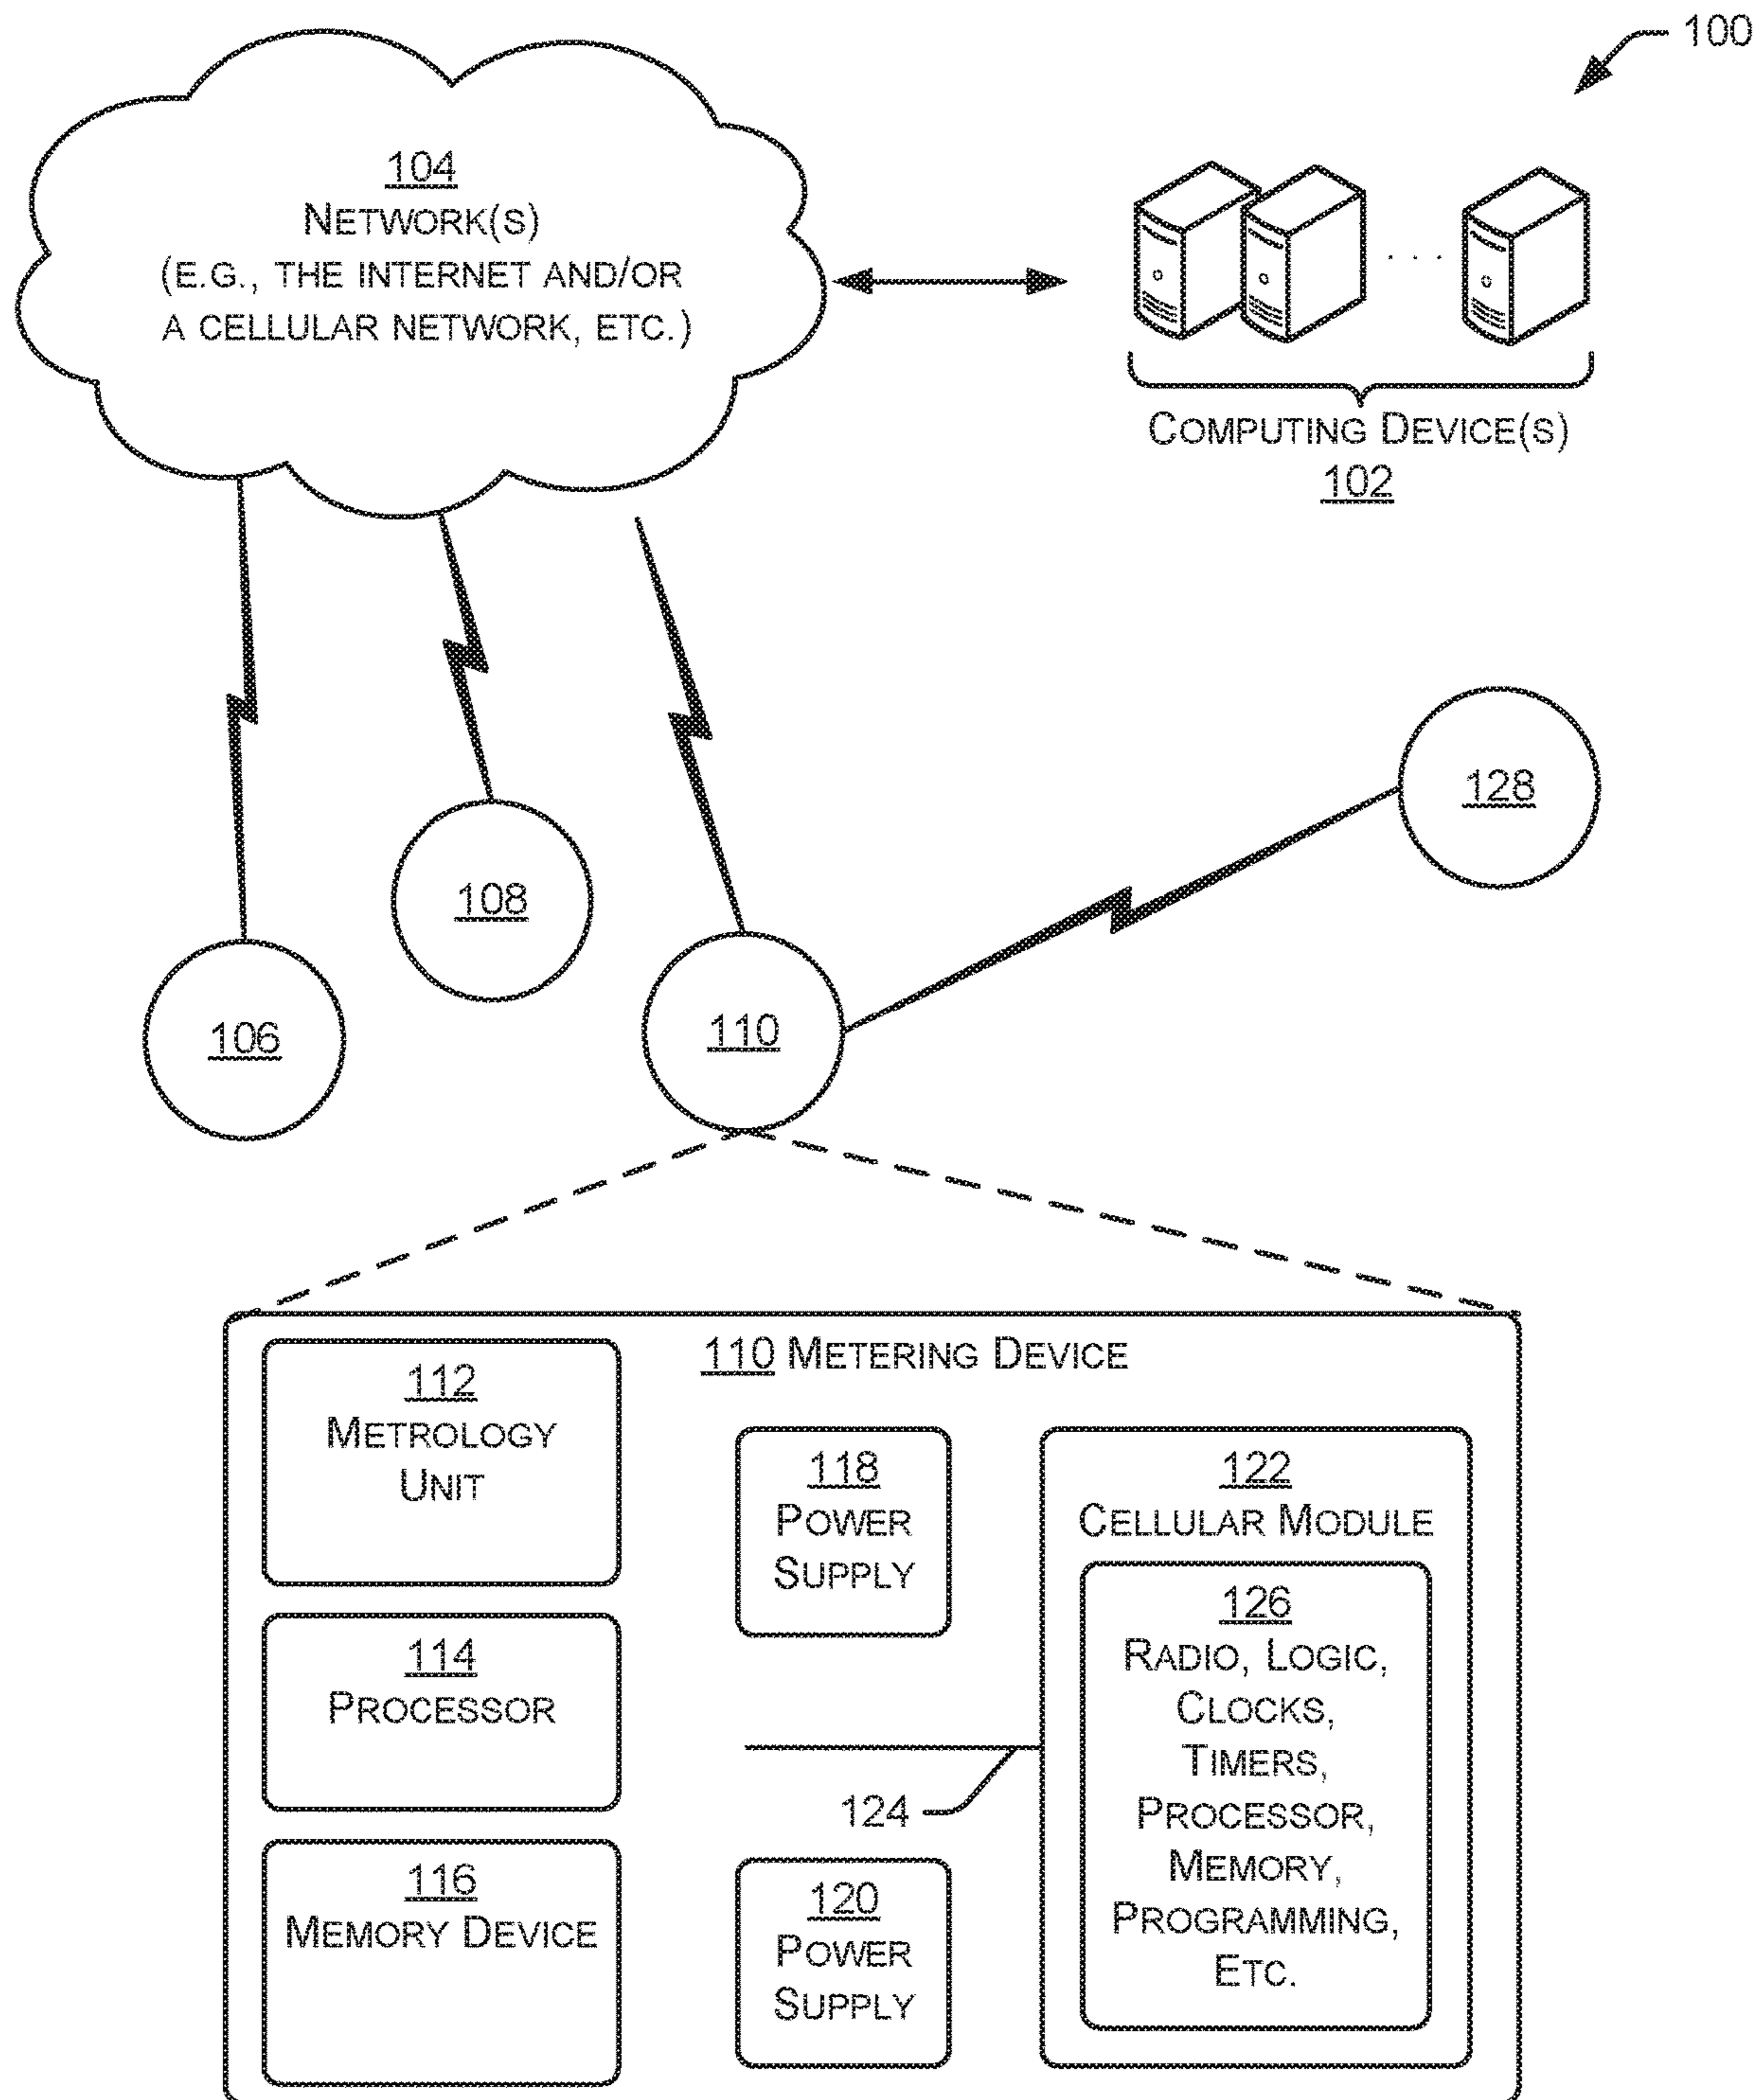 100
104
NETWORK(S)
(E.G., THE INTERNET AND/OR
A CELLULAR NETWORK, ETC.)
COMPUTING DEVICE(S)
102
128
108
106
110
110 METERING DEVICE
112
METROLOGY
UNIT
114
PROCESSOR
116
MEMORY DEVICE
118
POWER
SUPPLY
124
120
POWER
SUPPLY
122
CELLULAR MODULE
126
RADIO, LOGIC,
CLOCKS,
TIMERS,
PROCESSOR,
MEMORY,
PROGRAMMING,
ETC.